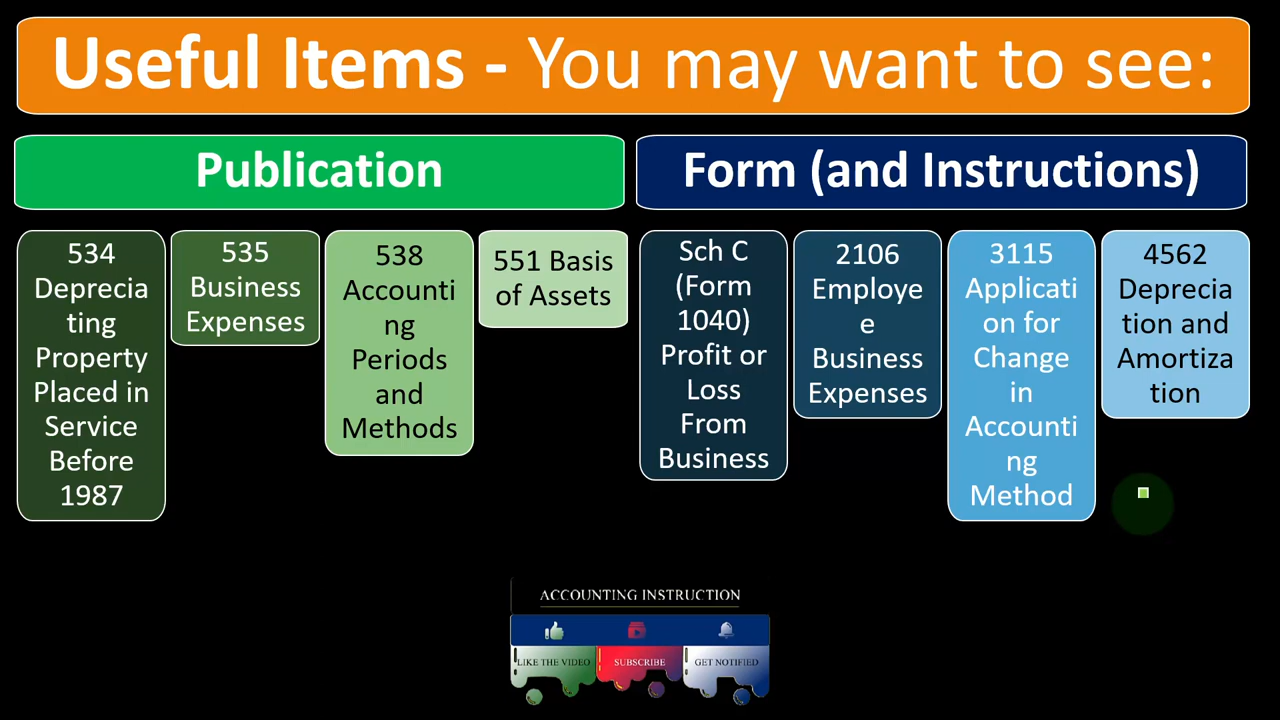 Useful Items - You may want to see:
Publication
Form (and Instructions)
534
Deprecia
ting
Property
Placed in
Service
Before
1987
535
Business
Expenses
538
Accounti
ng
Periods
and
Methods
551 Basis
of Assets
Sch C
(Form
1040)
Profit or
Loss
From
Business
2106
Employe
e
Business
Expenses
3115
Applicati
on for
Change
in
Accounti
ng
Method
4562
Deprecia
tion and
Amortiza
tion
ACCOUNTING INSTRUCTION
LIKE THE VIDEO
SUBSCRIBE
GET NOTIFIED